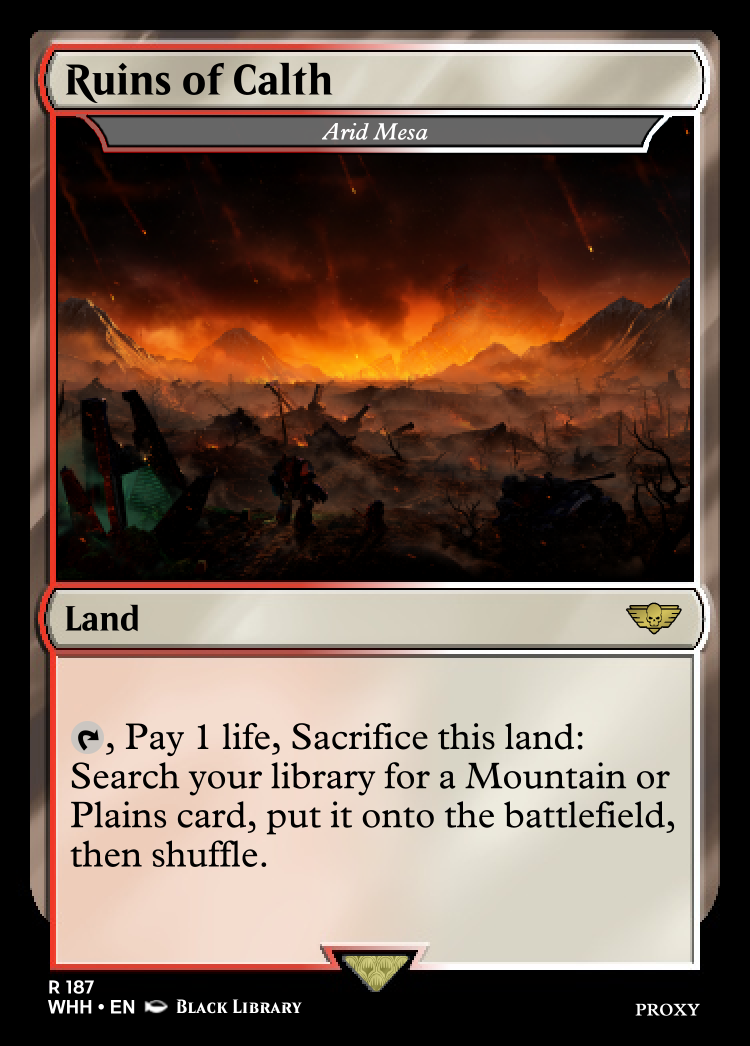 Ruins of Calth
Arid Mesa
Land
, Pay 1 life, Sacrifice this land:
Search your library for a Mountain or
Plains card, put it onto the battlefield,
then shuffle.
R 187
WHH • EN Black Library
PROXY